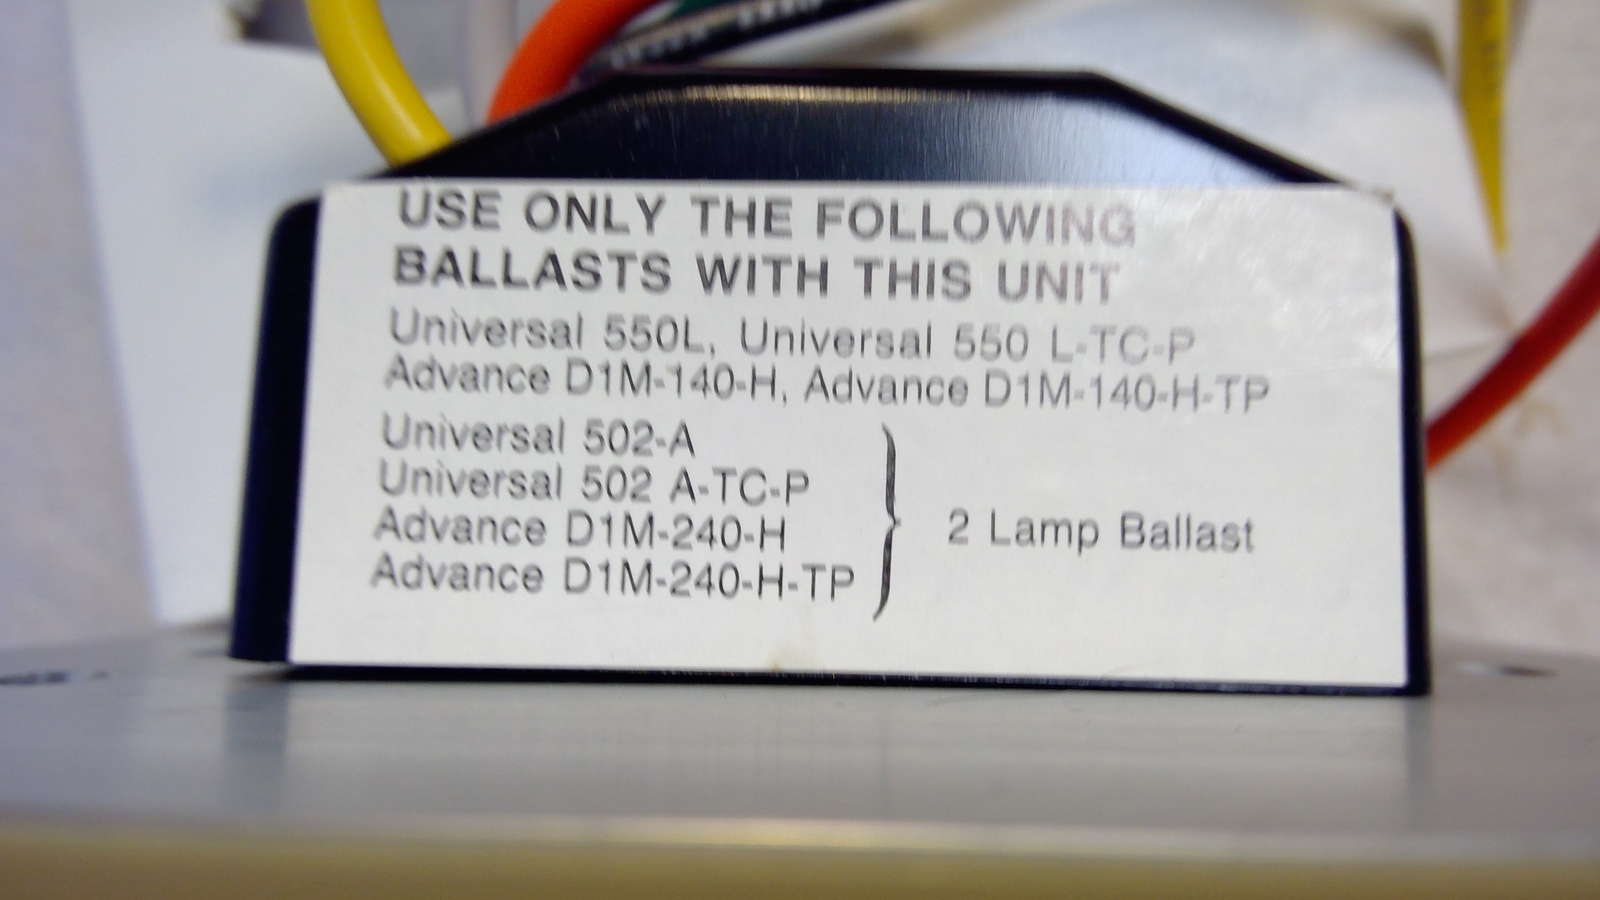 USE ONLY THE FOLLOWING
BALLASTS WITH THIS UNIT
Universal 550L, Universal 550 L-TC-P
Advance D1M-140-H, Advance D1M-140-H-TP
Universal 502-A
Universal 502 A-TC-P
Advance D1M-240-H
Advance D1M-240-H-TP
2 Lamp Ballast